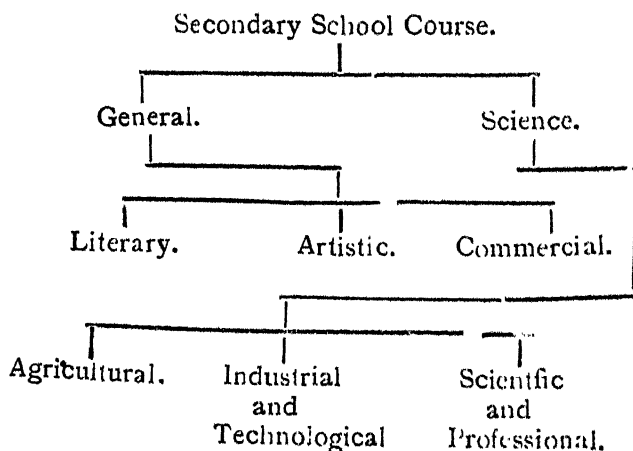 Secondary School Course.
General. Science.
Literary. Artistic. Commercial.
Agricultural. Industrial and Technological Scientfic and Professional.